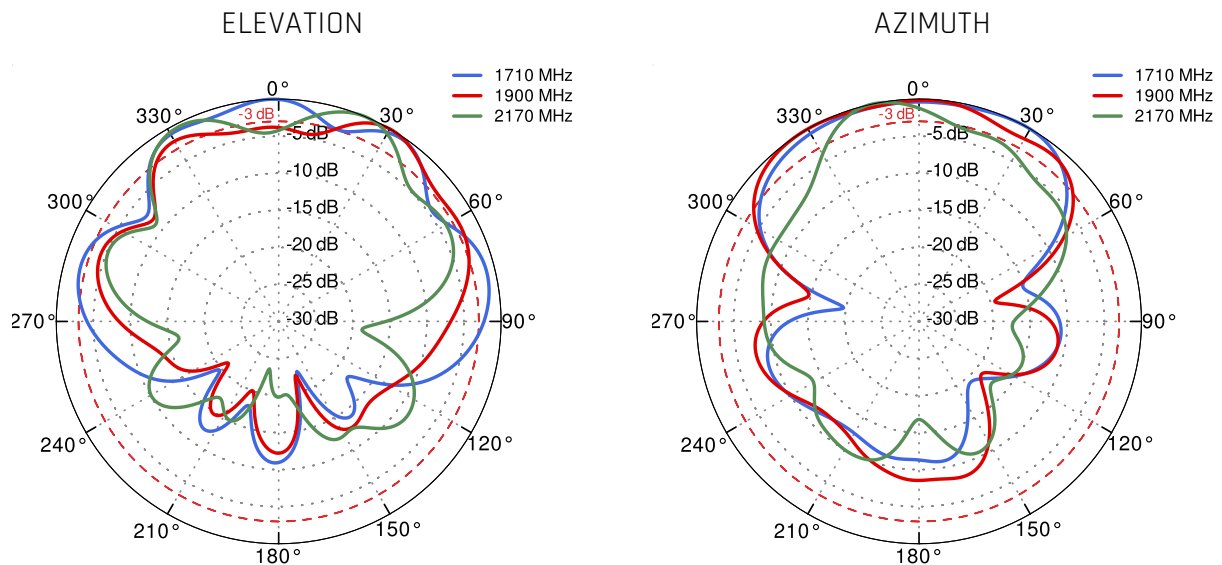 ELEVATION
1710 MHz
1900 MHz
2170 MHz
0°
30°
60°
90°
120°
150°
180°
210°
240°
270°
300°
330°
-3 dB
-5 dB
-10 dB
-15 dB
-20 dB
-25 dB
-30 dB
AZIMUTH
1710 MHz
1900 MHz
2170 MHz
0°
30°
60°
90°
120°
150°
180°
210°
240°
270°
300°
330°
-3 dB
-5 dB
-10 dB
-15 dB
-20 dB
-25 dB
-30 dB